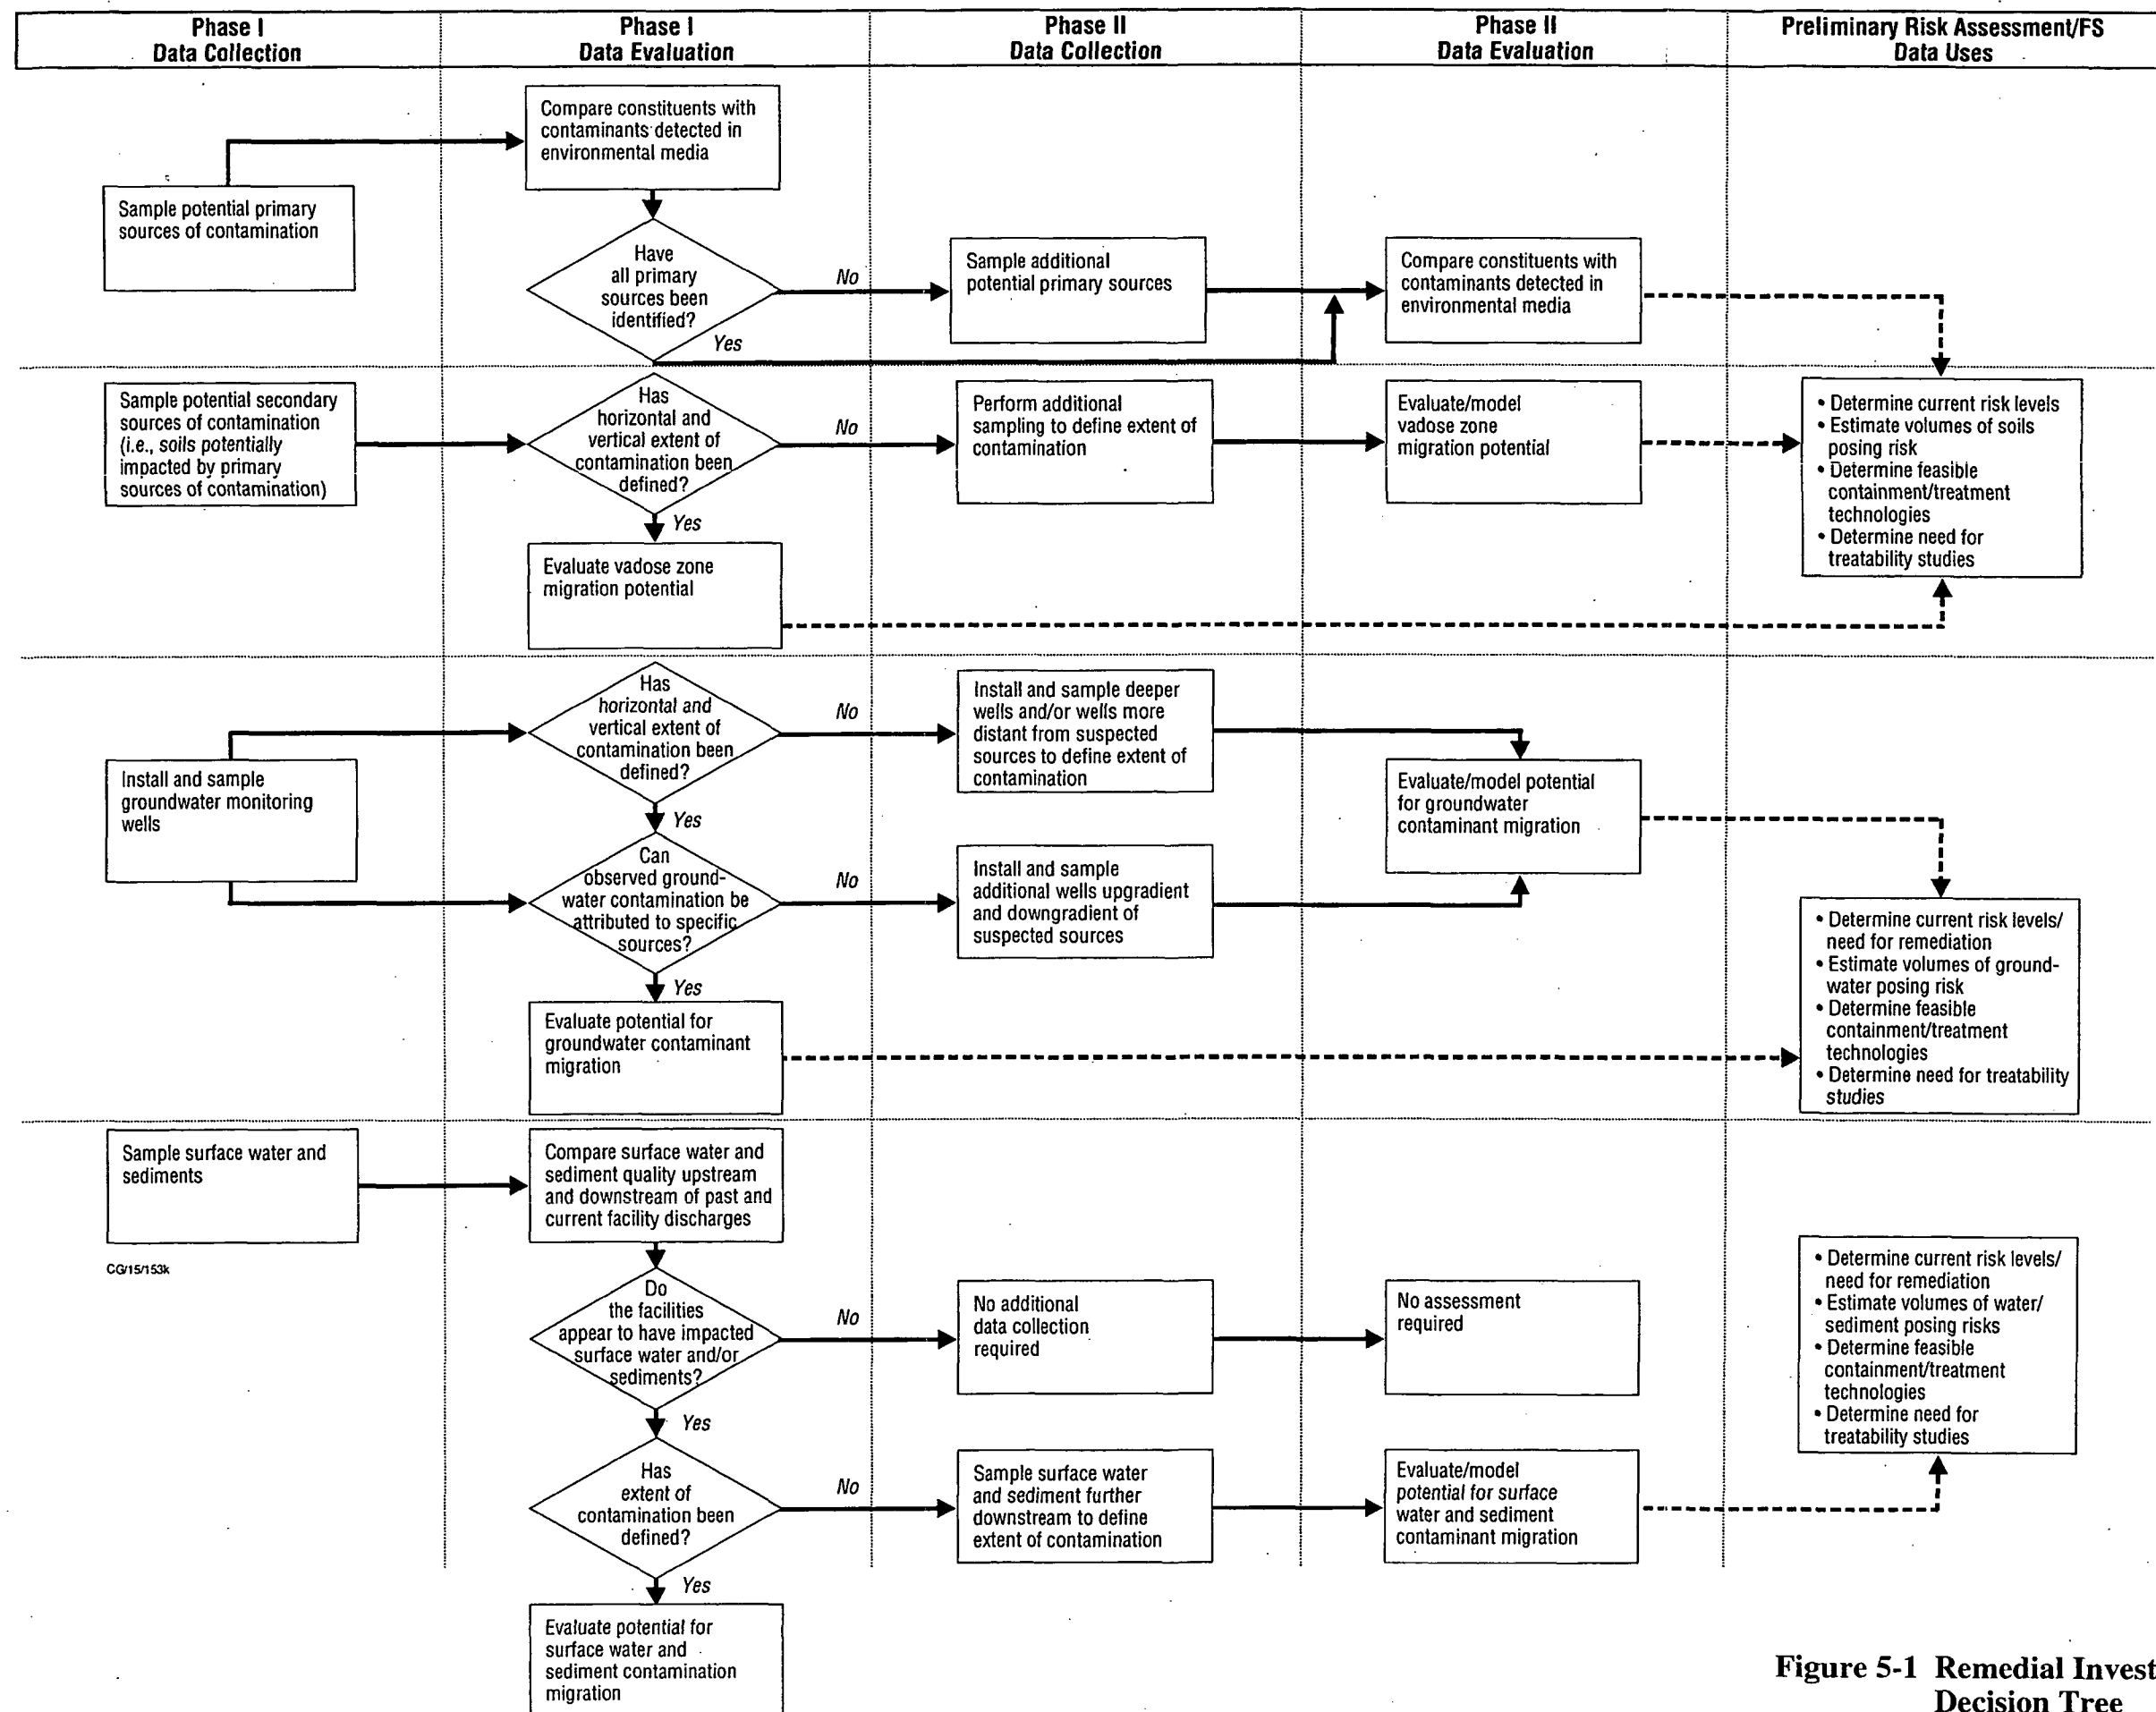 Phase I
Data Collection
Phase I
Data Evaluation
Phase II
Data Collection
Phase II
Data Evaluation
Preliminary Risk Assessment/FS
Data Uses
Sample potential primary
sources of contamination
Compare constituents with
contaminants detected in
environmental media
Have
all primary
sources been
identified?
No
Yes
Sample additional
potential primary sources
Compare constituents with
contaminants detected in
environmental media
Sample potential secondary
sources of contamination
(i.e., soils potentially
impacted by primary
sources of contamination)
Has
horizontal and
vertical extent of
contamination been
defined?
No
Yes
Perform additional
sampling to define extent of
contamination
Evaluate/model
vadose zone
migration potential
• Determine current risk levels
• Estimate volumes of soils
posing risk
• Determine feasible
containment/treatment
technologies
• Determine need for
treatability studies
Evaluate vadose zone
migration potential
Install and sample
groundwater monitoring
wells
Has
horizontal and
vertical extent of
contamination been
defined?
No
Yes
Install and sample deeper
wells and/or wells more
distant from suspected
sources to define extent of
contamination
Evaluate/model potential
for groundwater
contaminant migration
Can
observed ground-
water contamination be
attributed to specific
sources?
No
Yes
Install and sample
additional wells upgradient
and downgradient of
suspected sources
• Determine current risk levels/
need for remediation
• Estimate volumes of ground-
water posing risk
• Determine feasible
containment/treatment
technologies
• Determine need for treatability
studies
Evaluate potential for
groundwater contaminant
migration
Sample surface water and
sediments
CG/15/153k
Compare surface water and
sediment quality upstream
and downstream of past and
current facility discharges
Do
the facilities
appear to have impacted
surface water and/or
sediments?
No
Yes
No additional
data collection
required
No assessment
required
• Determine current risk levels/
need for remediation
• Estimate volumes of water/
sediment posing risks
• Determine feasible
containment/treatment
technologies
• Determine need for
treatability studies
Has
extent of
contamination been
defined?
No
Yes
Sample surface water
and sediment further
downstream to define
extent of contamination
Evaluate/model
potential for surface
water and sediment
contaminant migration
Evaluate potential for
surface water and
sediment contamination
migration
Figure 5-1 Remedial Invest
Decision Tree